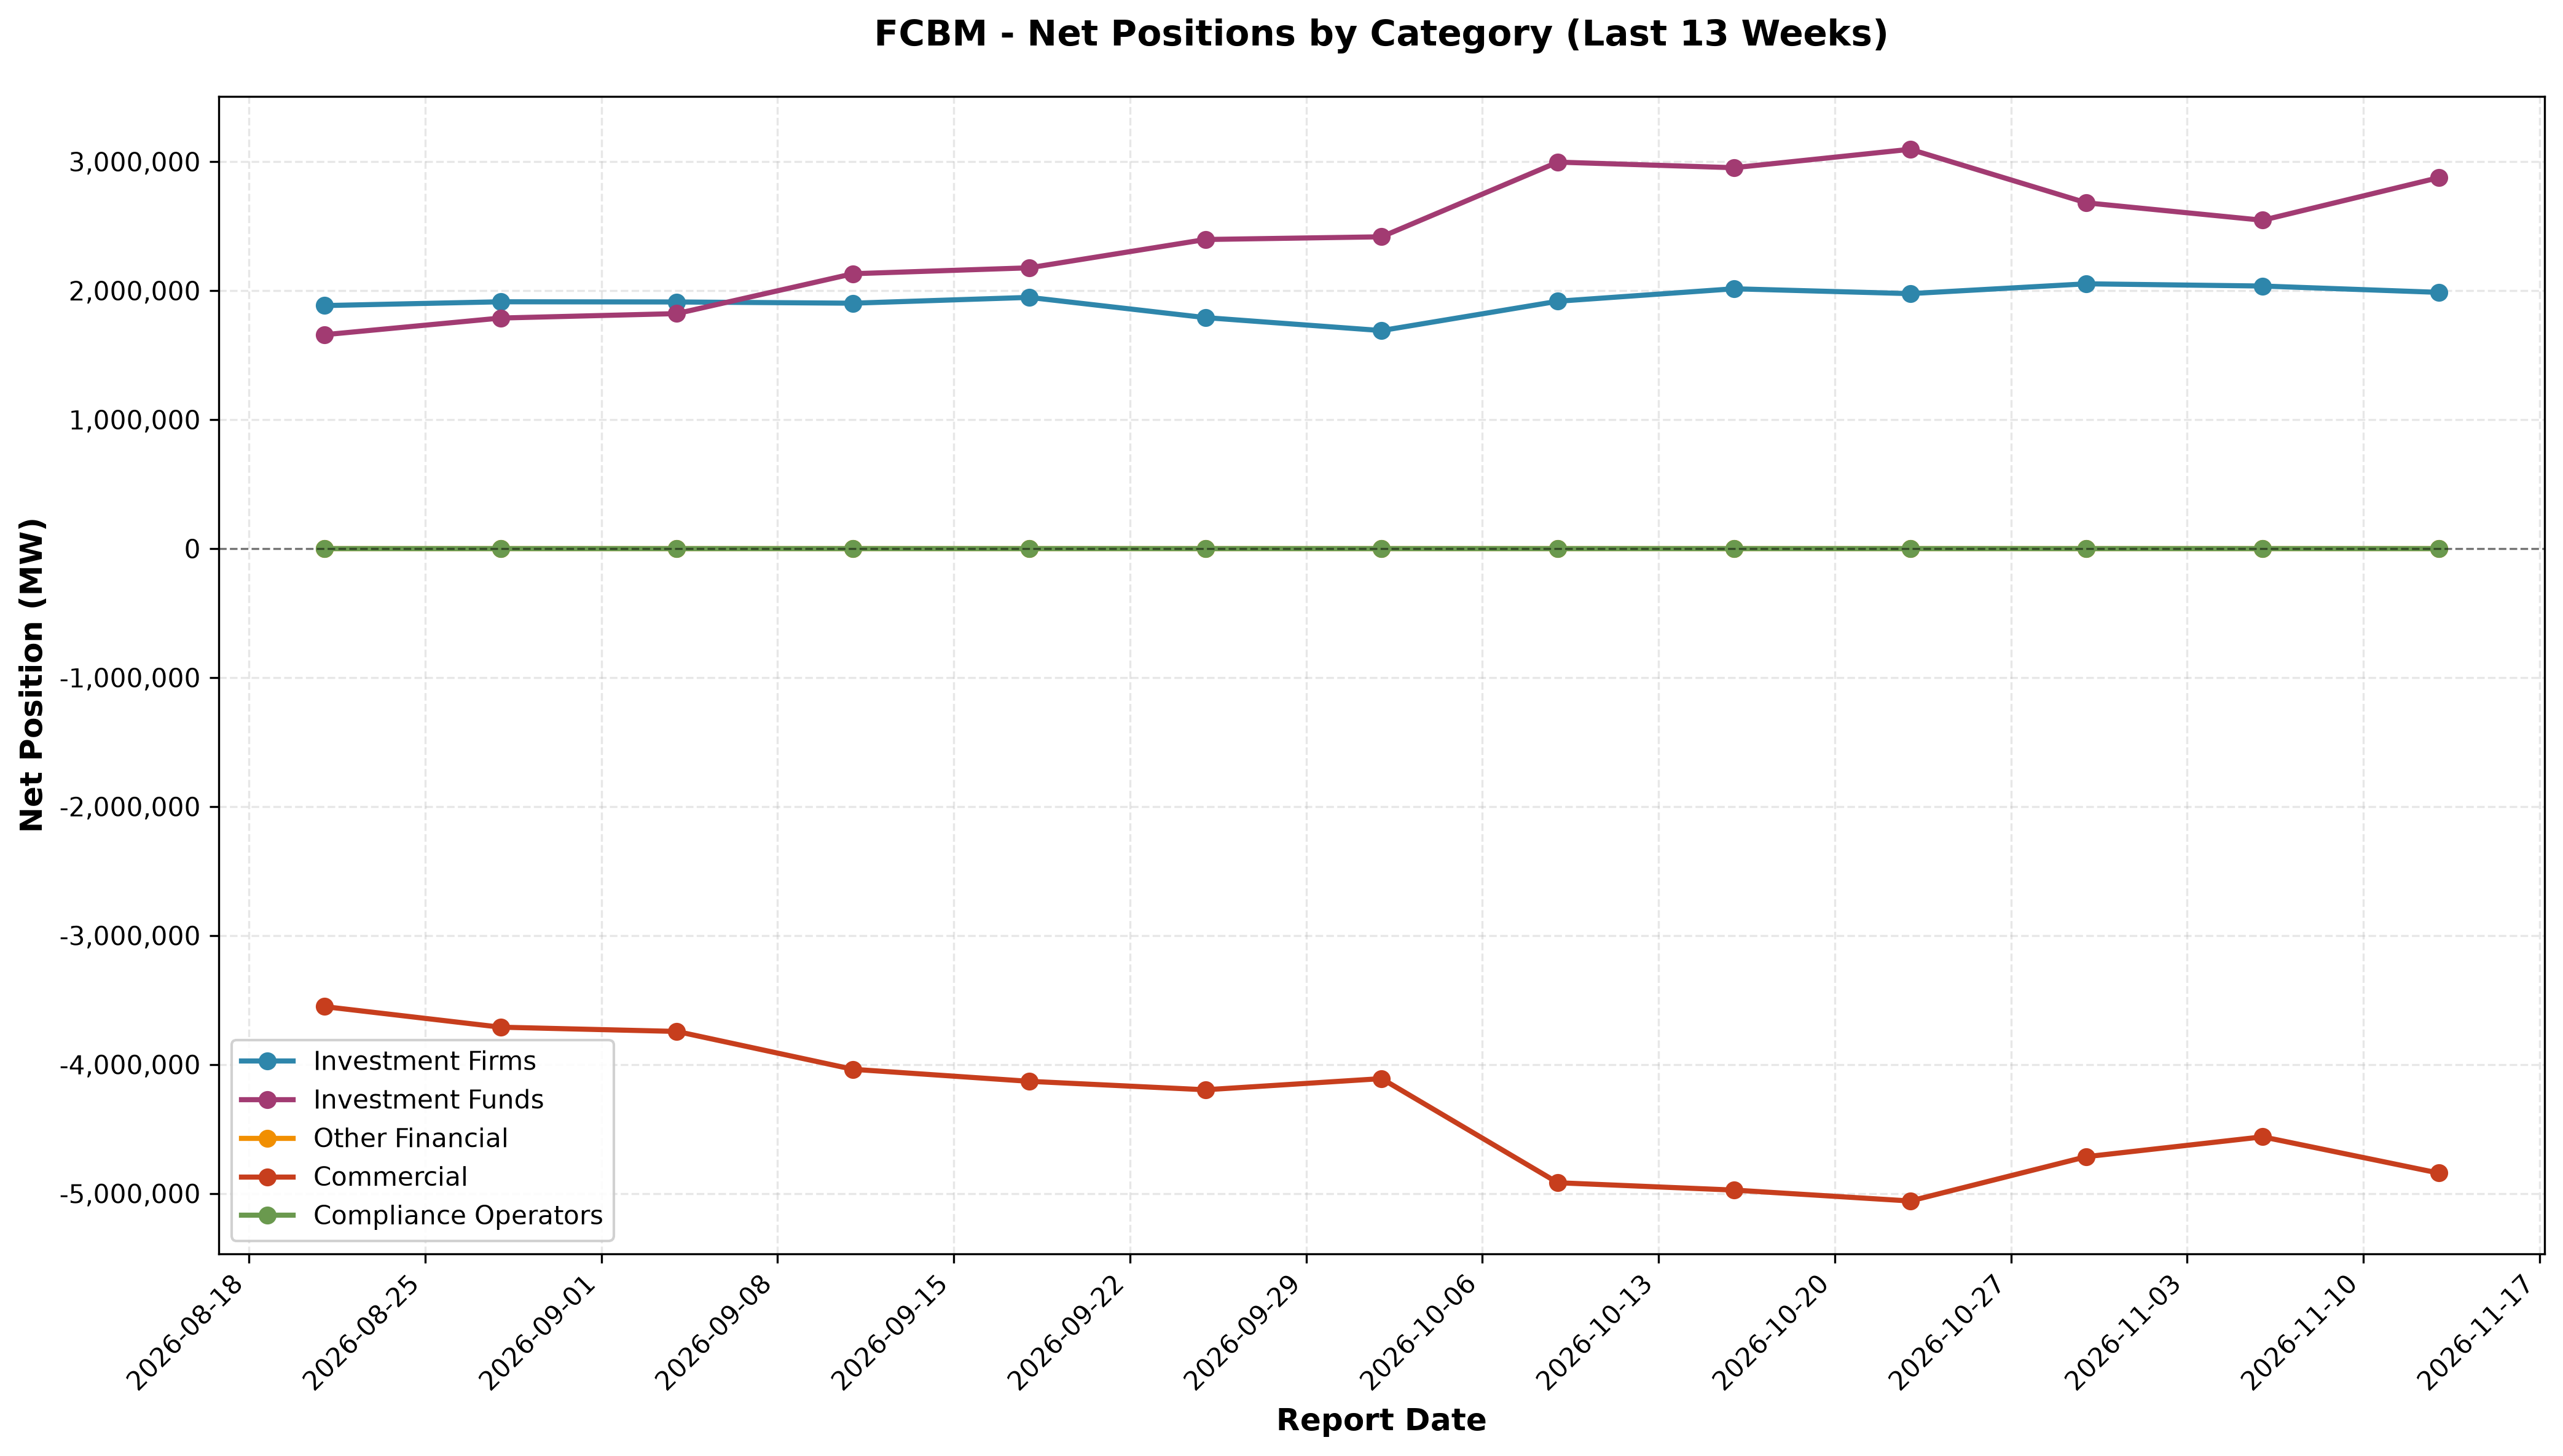 FCBM - Net Positions by Category (Last 13 Weeks)
Net Position (MW)
3,000,000
2,000,000
1,000,000
0
-1,000,000
-2,000,000
-3,000,000
-4,000,000
-5,000,000
Investment Firms
Investment Funds
Other Financial
Commercial
Compliance Operators
2026-08-18
2026-08-25
2026-09-01
2026-09-08
2026-09-15
2026-09-22
2026-09-29
2026-10-06
2026-10-13
2026-10-20
2026-10-27
2026-11-03
2026-11-10
2026-11-17
Report Date